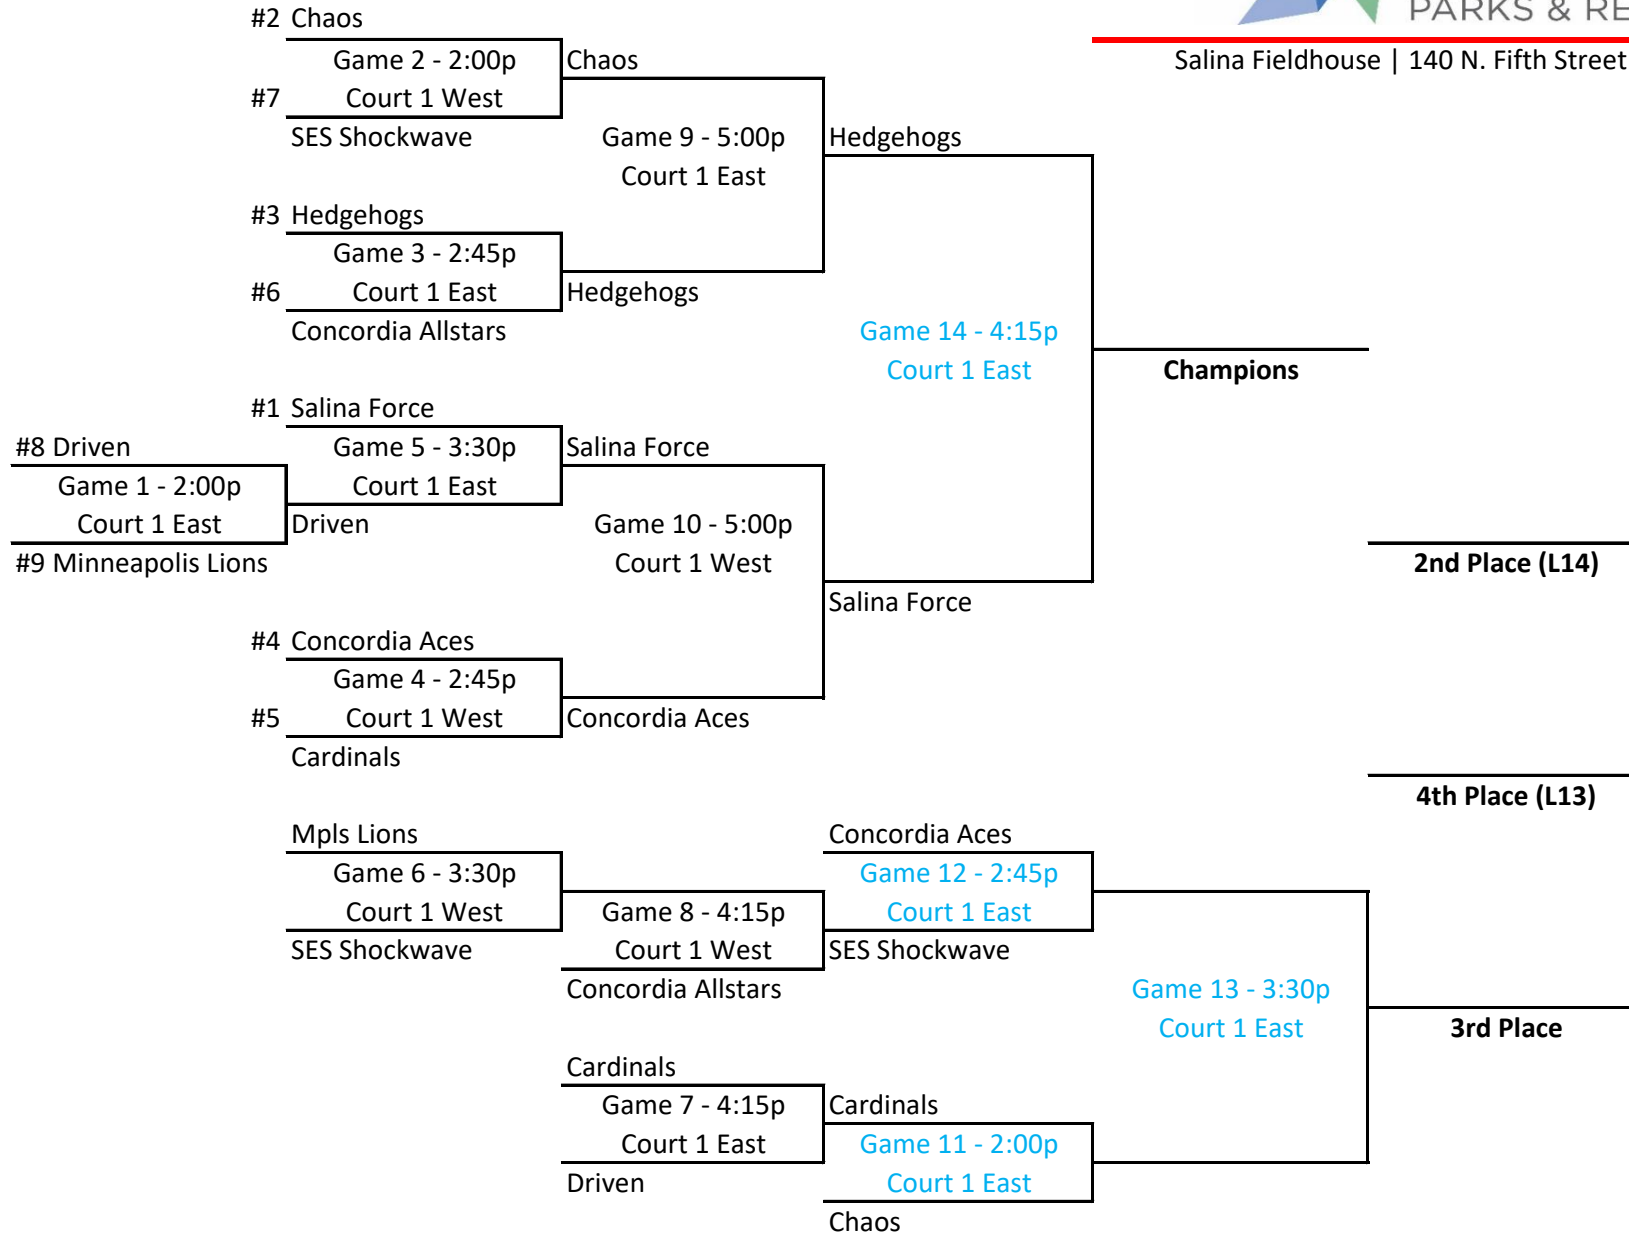 PARKS & RE
Salina Fieldhouse | 140 N. Fifth Street
#2 Chaos
Game 2 - 2:00p
Chaos
#7 Court 1 West
SES Shockwave
Game 9 - 5:00p
Hedgehogs
Court 1 East
#3 Hedgehogs
Game 3 - 2:45p
#6 Court 1 East
Hedgehogs
Concordia Allstars
Game 14 - 4:15p
Court 1 East
Champions
#1 Salina Force
#8 Driven
Game 5 - 3:30p
Salina Force
Game 1 - 2:00p
Court 1 East
Court 1 East
Driven
Game 10 - 5:00p
#9 Minneapolis Lions
Court 1 West
2nd Place (L14)
Salina Force
#4 Concordia Aces
Game 4 - 2:45p
#5 Court 1 West
Concordia Aces
Cardinals
4th Place (L13)
Mpls Lions
Concordia Aces
Game 6 - 3:30p
Game 12 - 2:45p
Court 1 West
Game 8 - 4:15p
Court 1 East
SES Shockwave
Court 1 West
SES Shockwave
Concordia Allstars
Game 13 - 3:30p
Court 1 East
3rd Place
Cardinals
Game 7 - 4:15p
Cardinals
Court 1 East
Game 11 - 2:00p
Driven
Court 1 East
Chaos